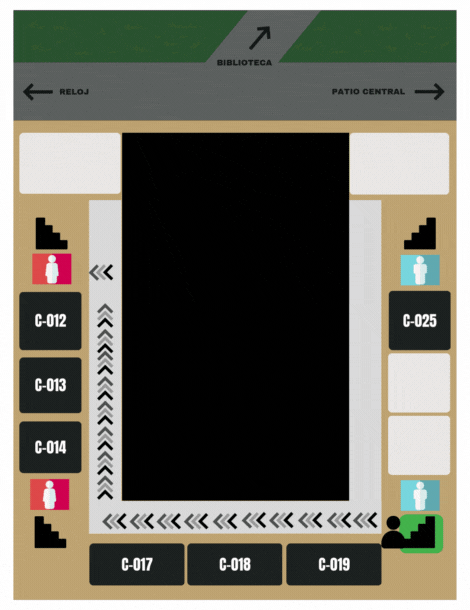 BIBLIOTECA
RELOJ
PATIO CENTRAL
C-012
C-025
C-013
C-014
C-017
C-018
C-019